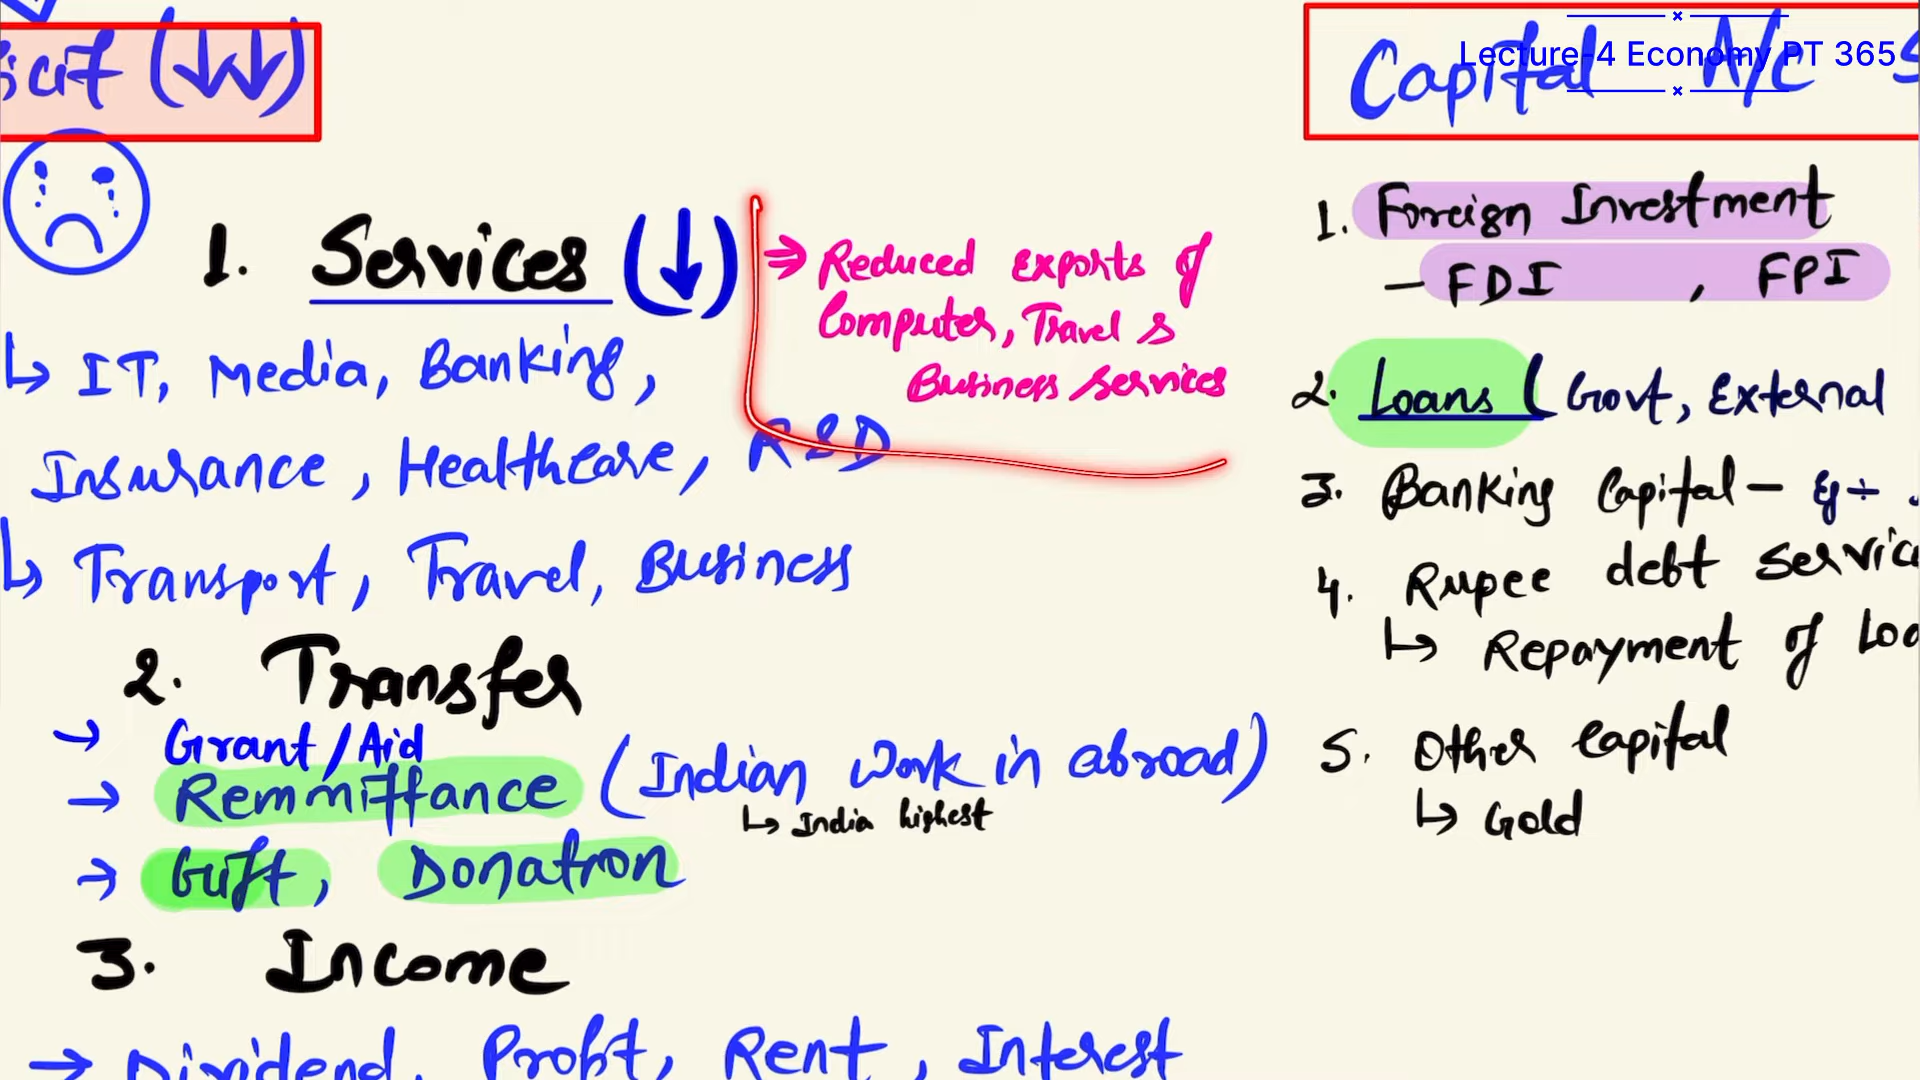 (↓↓)
1. Services (↓)
↳ IT, Media, Banking,
Insurance, Healthcare, R&D
↳ Transport, Travel, Business
⇒ Reduced exports of
Computer, Travel &
Business services
2. Transfer
→ Grant/Aid
→ Remmittance (Indian work in abroad)
↳ India highest
→ Gift, Donation
3. Income
→ Dividend, Profit, Rent, Interest
Lecture-4 Economy PT 365
Capital A/C
1. Foreign Investment
- FDI , FPI
2. Loans (Govt, External
3. Banking Capital - Eg ÷
4. Rupee debt
↳ Repayment of
5. Other Capital
↳ Gold